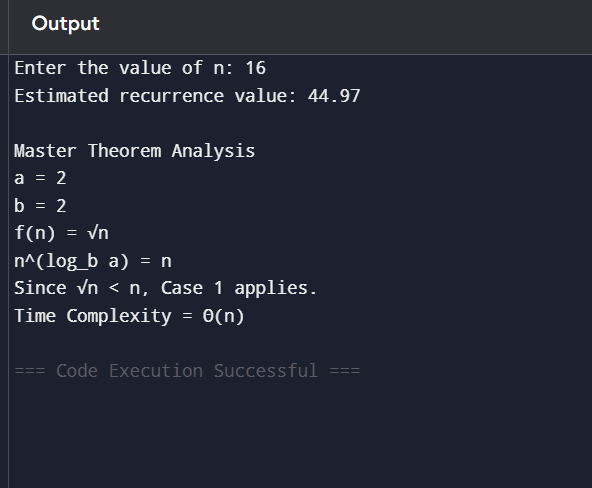 Output
Enter the value of n: 16
Estimated recurrence value: 44.97
Master Theorem Analysis
a = 2
b = 2
f(n) = √n
n^(log_b a) = n
Since √n < n, Case 1 applies.
Time Complexity = Θ(n)
=== Code Execution Successful ===